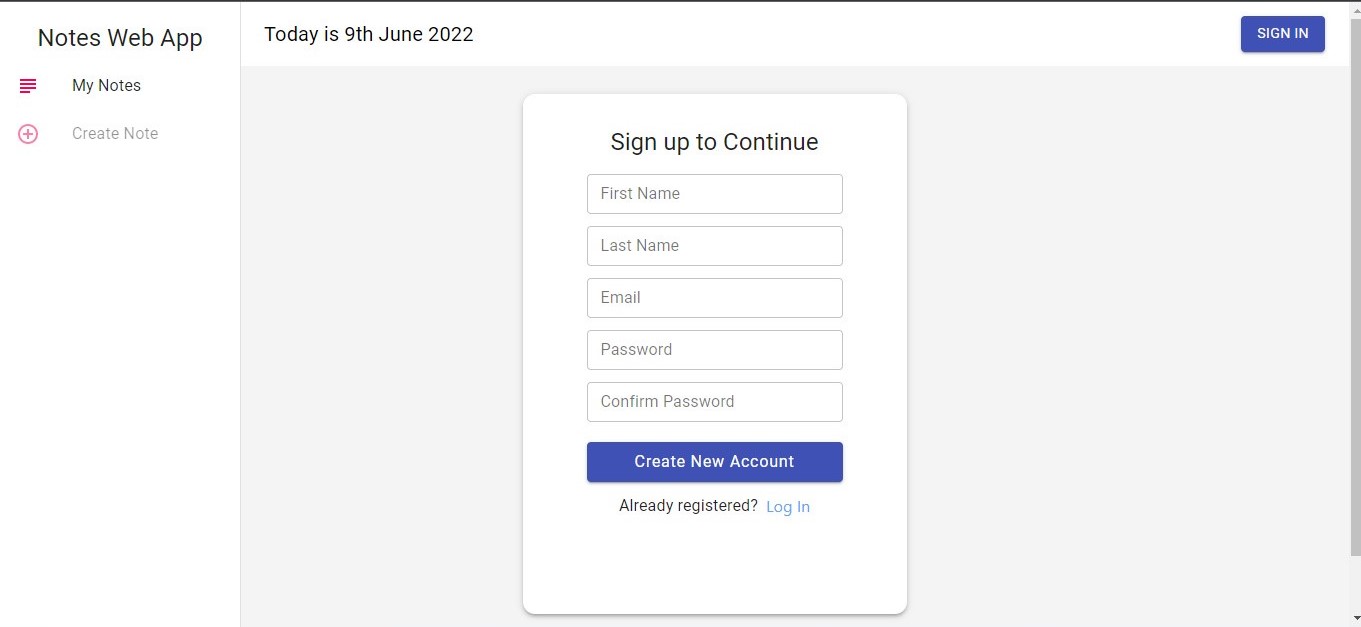 Notes Web App
My Notes
Create Note
Today is 9th June 2022
SIGN IN
Sign up to Continue
First Name
Last Name
Email
Password
Confirm Password
Create New Account
Already registered? Log In